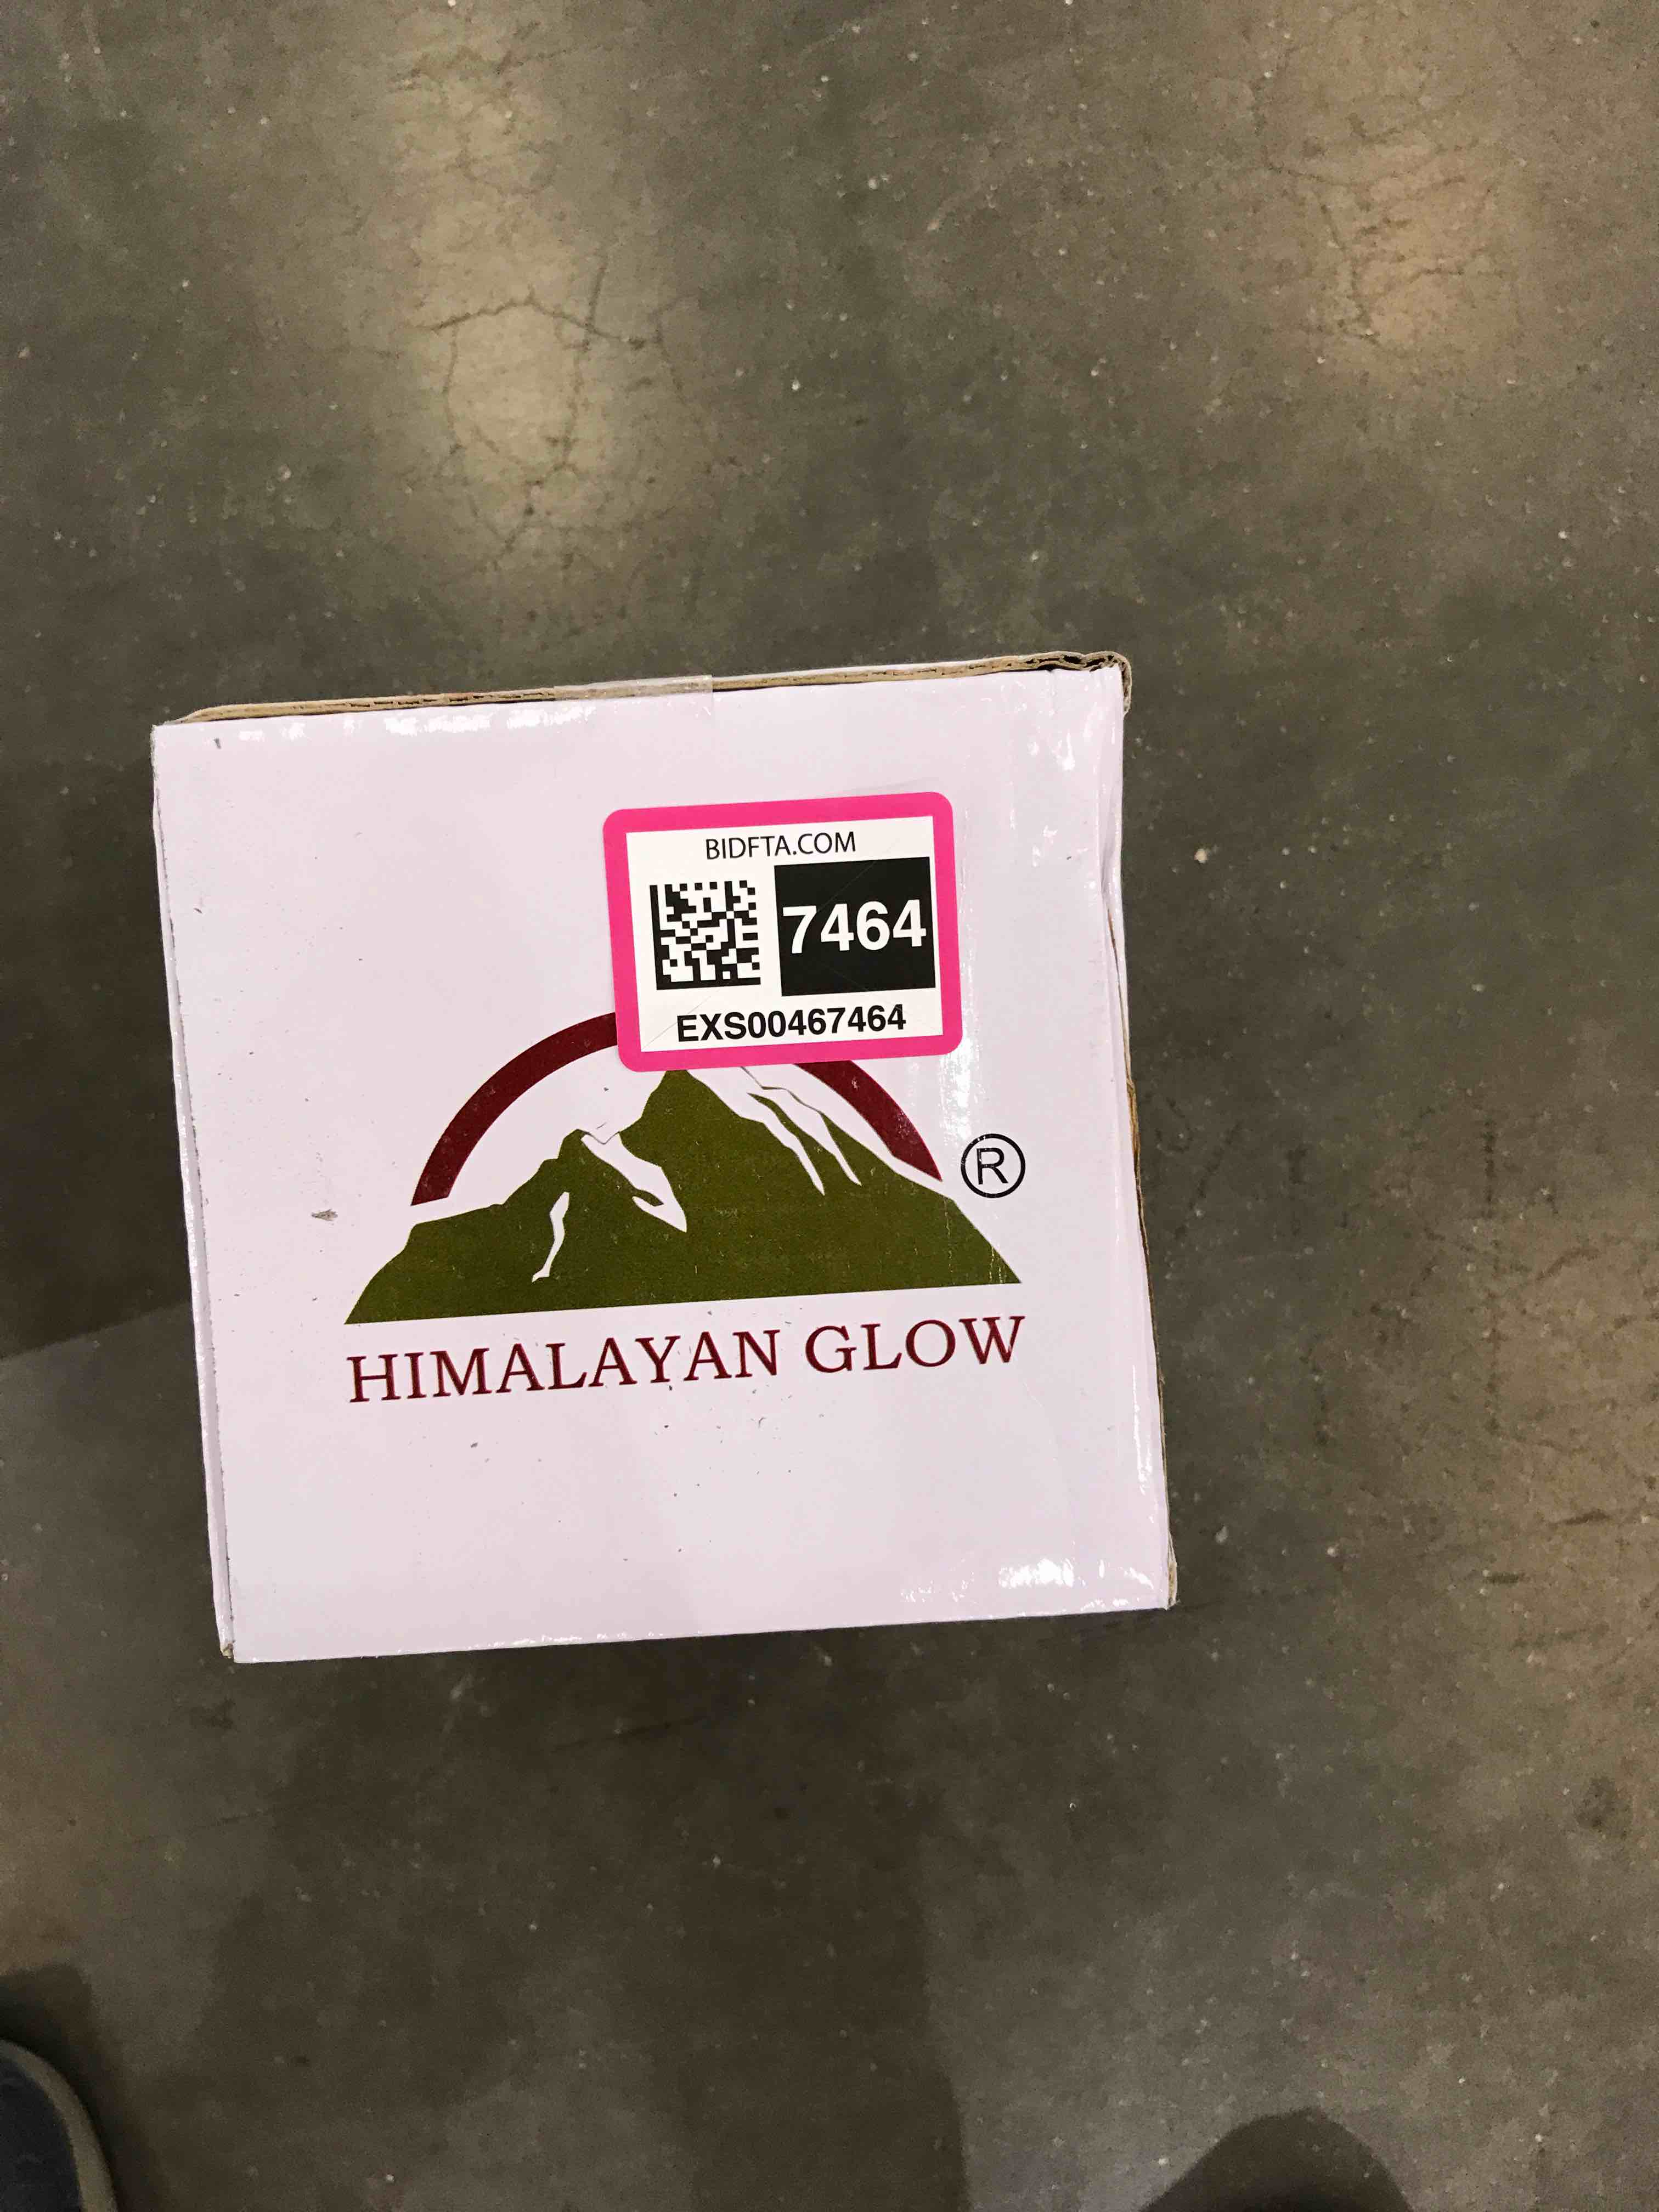 BIDFTA.COM
7464
EXS00467464
®
HIMALAYAN GLOW